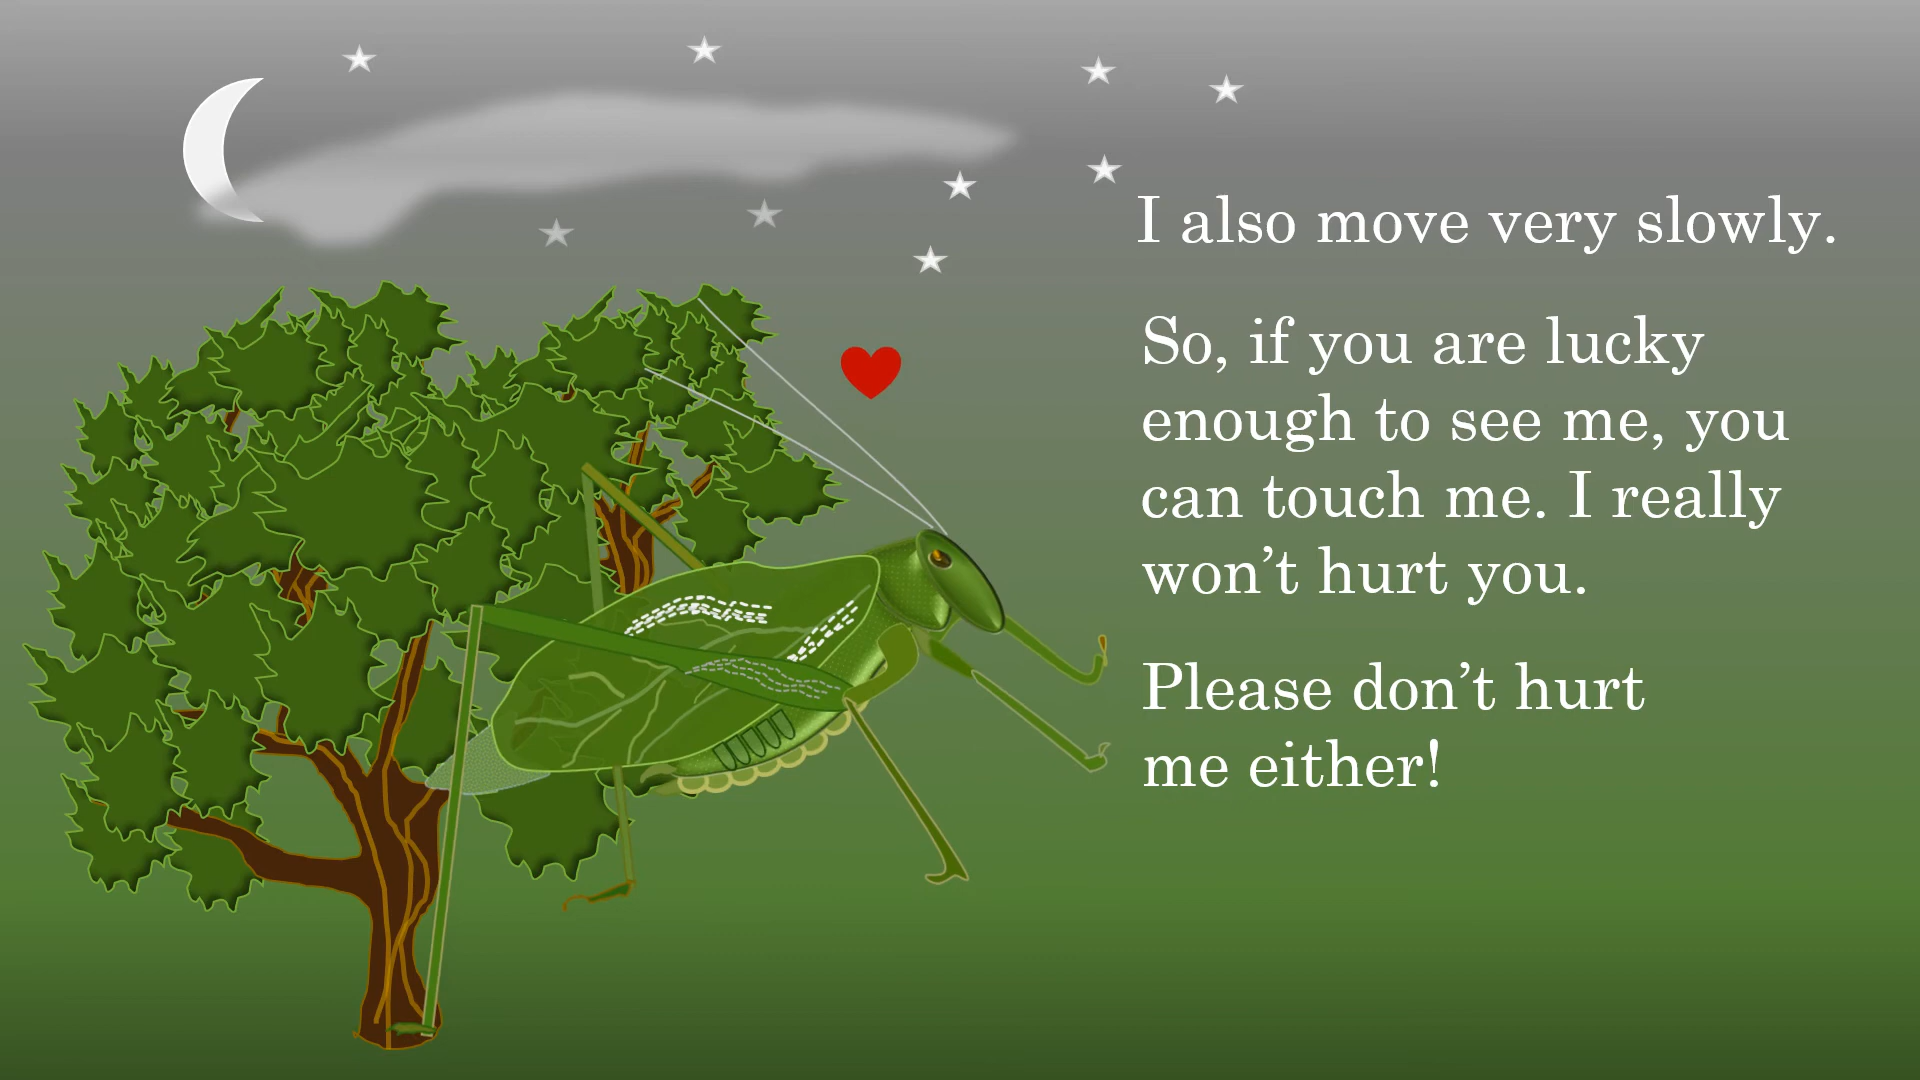 I also move very slowly.
So, if you are lucky
enough to see me, you
can touch me. I really
won’t hurt you.
Please don’t hurt
me either!